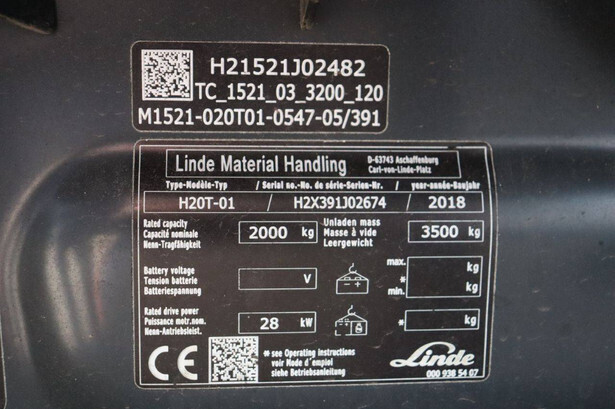 H21521J02482
TC_1521_03_3200_120
M1521-020T01-0547-05/391
Linde Material Handling
D-63743 Aschaffenburg
Carl-von-Linde-Platz
Type-Modèle-Typ / Serial no.-No. de série-Serien-Nr. / year-année-Baujahr
H20T-01 / H2X391J02674 / 2018
Rated capacity
Capacité nominale
Nenn-Tragfähigkeit
2000 kg
Unladen mass
Masse à vide
Leergewicht
3500 kg
Battery voltage
Tension batterie
Batteriespannung
V
max. kg
*
min. kg
Rated drive power
Puissance motr.nom.
Nenn-Antriebsleist.
28 kW
* kg
CE
* see Operating instructions
voir Mode d'emploi
siehe Betriebsanleitung
Linde
000 938 54 07